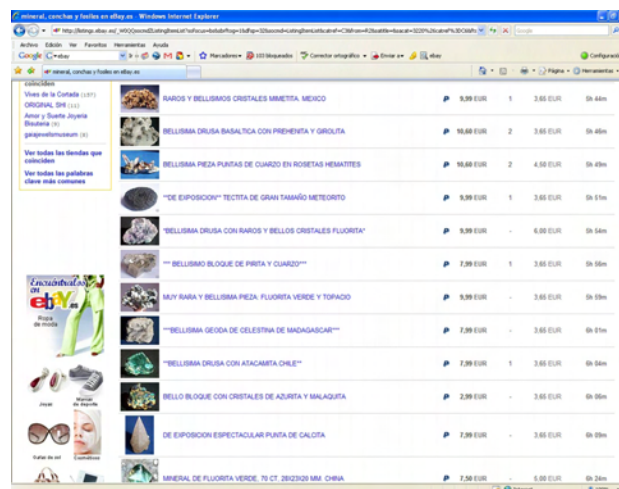 mineral, conchas y fosiles en eBay.es - Windows Internet Explorer
Archivo Edición Ver Favoritos Herramientas Ayuda
Google ebay Marcadores 103 bloqueados Corrector ortográfico Enviar a ebay Configuración
mineral, conchas y fosiles en eBay.es Página Herramientas
coinciden
Vives de la Cortada (157)
ORIGINAL SHI (11)
Amor y Suerte Joyeria
Bisuteria (9)
gaiajewelsmuseum (8)
Ver todas las tiendas que
coinciden
Ver todas las palabras
clave más comunes
RAROS Y BELLISIMOS CRISTALES MIMETITA. MEXICO 9,99 EUR 1 3,65 EUR 5h 44m
BELLISIMA DRUSA BASALTICA CON PREHENITA Y GIROLITA 10,60 EUR 2 3,65 EUR 5h 46m
BELLISIMA PIEZA PUNTAS DE CUARZO EN ROSETAS HEMATITES 10,60 EUR 2 4,50 EUR 5h 49m
"DE EXPOSICION" TECTITA DE GRAN TAMAÑO METEORITO 9,99 EUR 1 3,65 EUR 5h 51m
*BELLISIMA DRUSA CON RAROS Y BELLOS CRISTALES FLUORITA* 9,99 EUR - 6,00 EUR 5h 54m
*** BELLISIMO BLOQUE DE PIRITA Y CUARZO*** 7,99 EUR 1 3,65 EUR 5h 56m
MUY RARA Y BELLISIMA PIEZA: FLUORITA VERDE Y TOPACIO 9,99 EUR - 3,65 EUR 5h 59m
***BELLISIMA GEODA DE CELESTINA DE MADAGASCAR*** 7,99 EUR - 3,65 EUR 6h 01m
**BELLISIMA DRUSA CON ATACAMITA CHILE** 7,99 EUR 1 3,65 EUR 6h 04m
BELLO BLOQUE CON CRISTALES DE AZURITA Y MALAQUITA 2,99 EUR - 3,65 EUR 6h 06m
DE EXPOSICION ESPECTACULAR PUNTA DE CALCITA 7,99 EUR - 3,65 EUR 6h 09m
MINERAL DE FLUORITA VERDE, 70 CT. 26X23X20 MM. CHINA 7,50 EUR - 5,00 EUR 6h 24m
Encuéntralos
en
ebY.es
Ropa
de moda
Joyas
Marcas
de deporte
Gafas de sol
Cosméticos